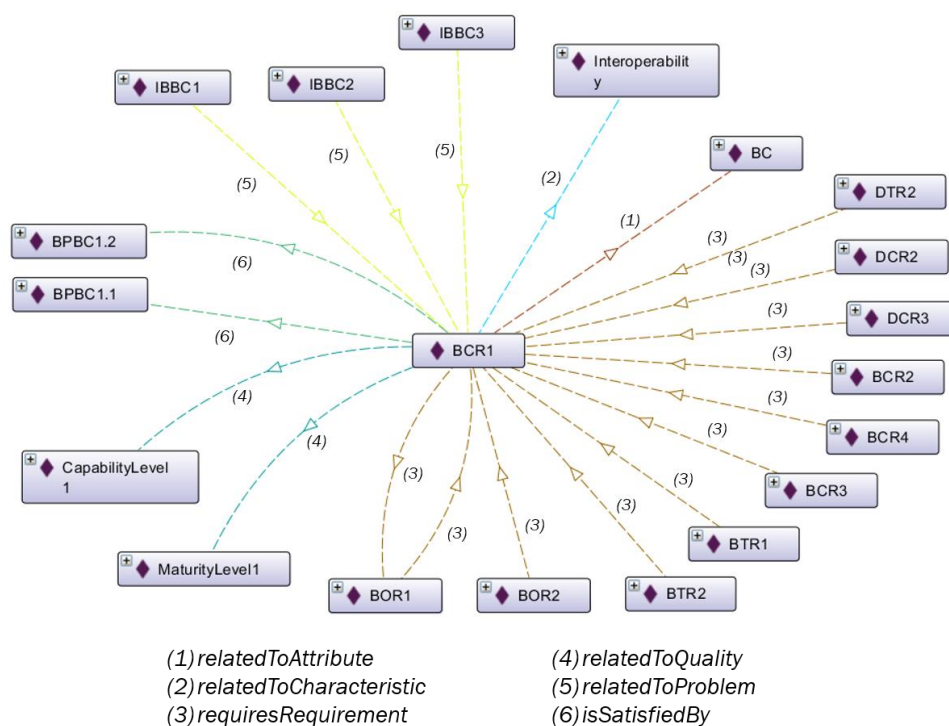 IBBC3
IBBC1
IBBC2
Interoperabilit
y
BC
DTR2
DCR2
DCR3
BCR2
BCR4
BCR3
BTR1
BTR2
BOR2
BOR1
MaturityLevel1
CapabilityLevel
1
BPBC1.1
BPBC1.2
BCR1
(5)
(5)
(5)
(2)
(1)
(3)
(3)
(3)
(3)
(3)
(3)
(3)
(3)
(3)
(3)
(3)
(3)
(4)
(4)
(6)
(6)
(1) relatedToAttribute
(2) relatedToCharacteristic
(3) requiresRequirement
(4) relatedToQuality
(5) relatedToProblem
(6) isSatisfiedBy